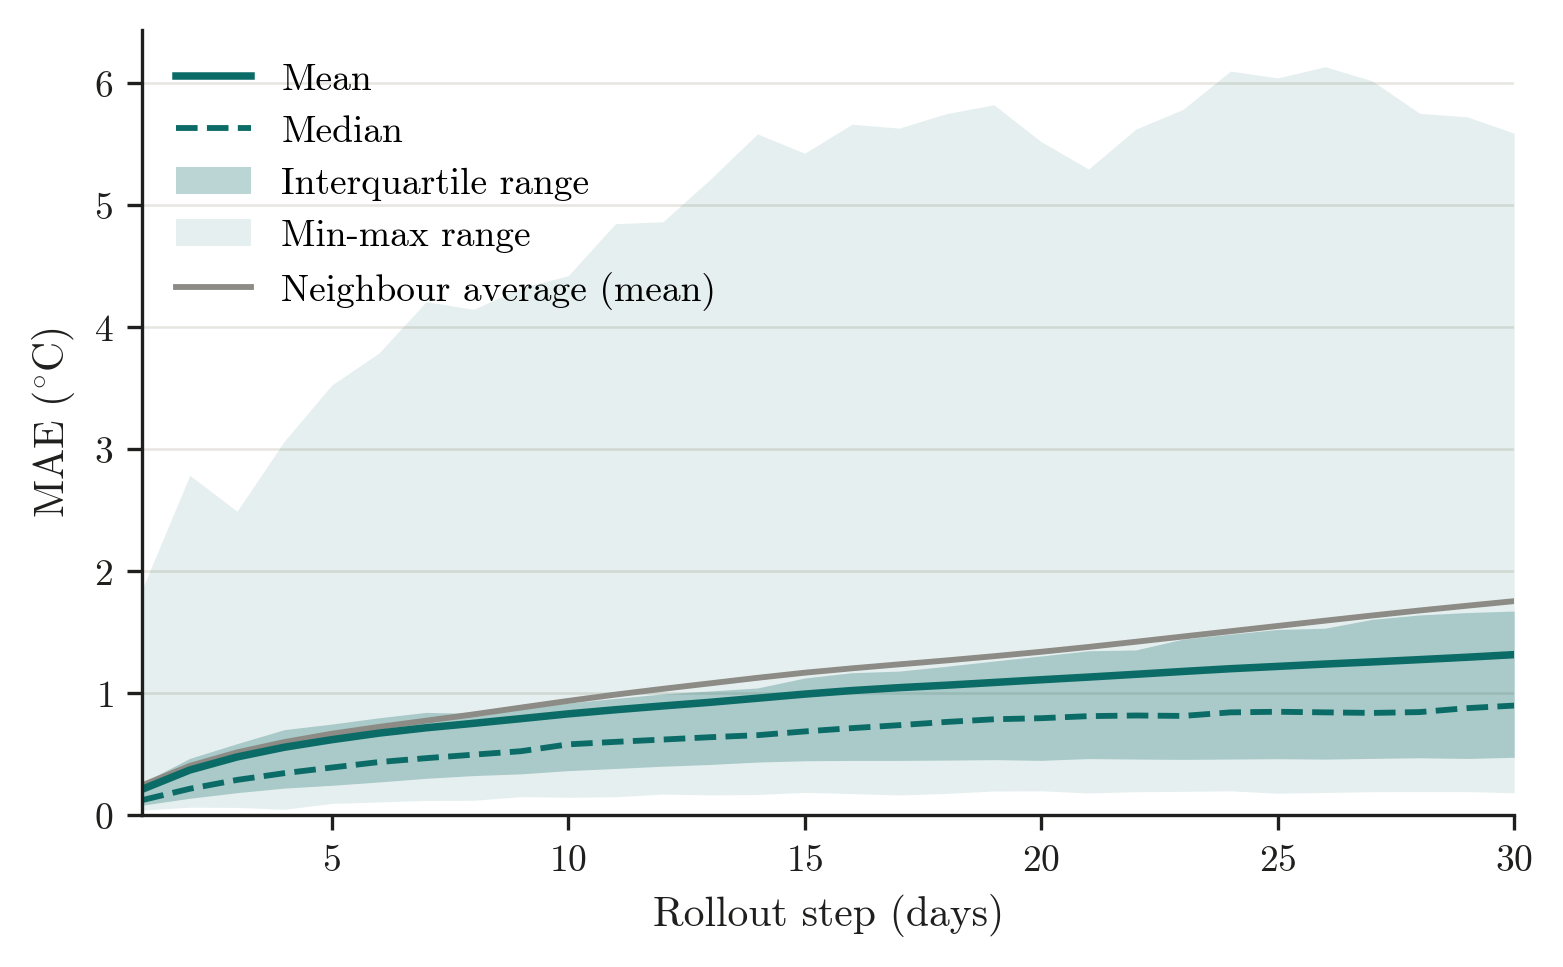 Mean
Median
Interquartile range
Min-max range
Neighbour average (mean)
6
5
4
3
2
1
0
MAE (°C)
5 10 15 20 25 30
Rollout step (days)